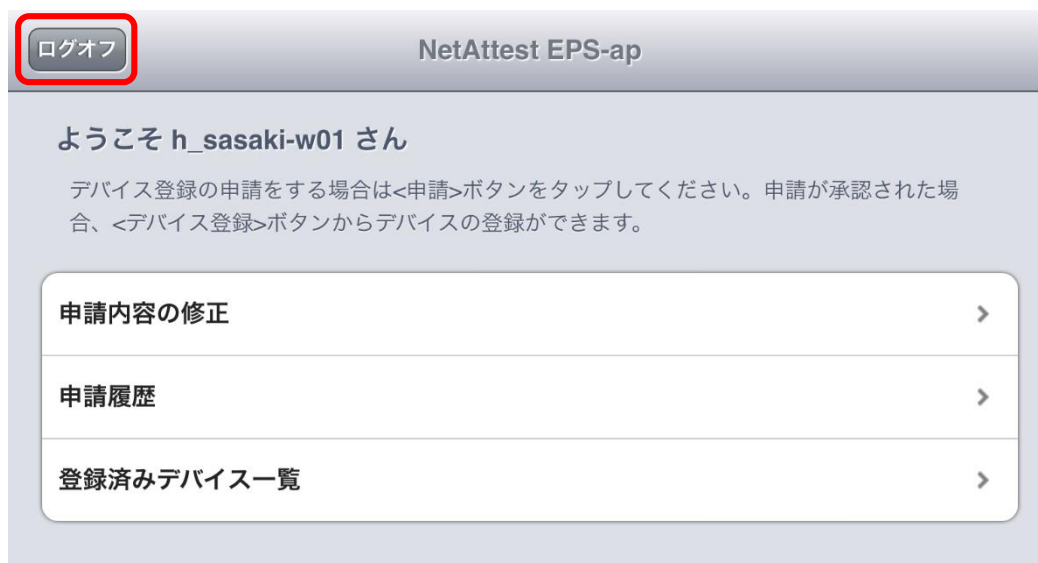 ログオフ
NetAttest EPS-ap
ようこそ h_sasaki-w01 さん
デバイス登録の申請をする場合は<申請>ボタンをタップしてください。申請が承認された場
合、<デバイス登録>ボタンからデバイスの登録ができます。
申請内容の修正
申請履歴
登録済みデバイス一覧